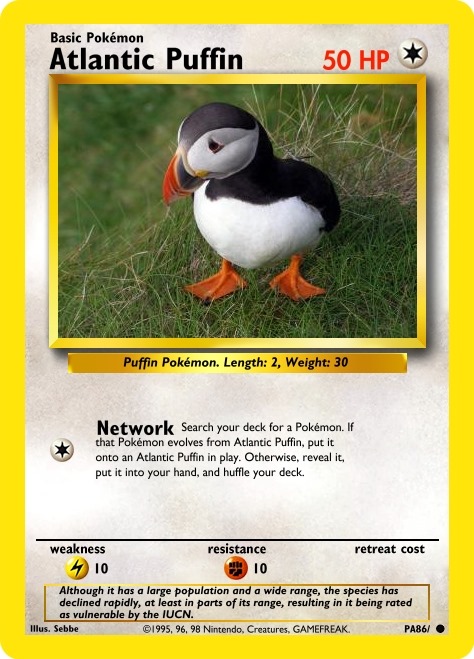 Basic Pokémon
Atlantic Puffin 50 HP
Puffin Pokémon. Length: 2, Weight: 30
Network Search your deck for a Pokémon. If
that Pokémon evolves from Atlantic Puffin, put it
onto an Atlantic Puffin in play. Otherwise, reveal it,
put it into your hand, and huffle your deck.
weakness resistance retreat cost
10 10
Although it has a large population and a wide range, the species has
declined rapidly, at least in parts of its range, resulting in it being rated
as vulnerable by the IUCN.
Illus. Sebbe ©1995, 96, 98 Nintendo, Creatures, GAMEFREAK. PA86/